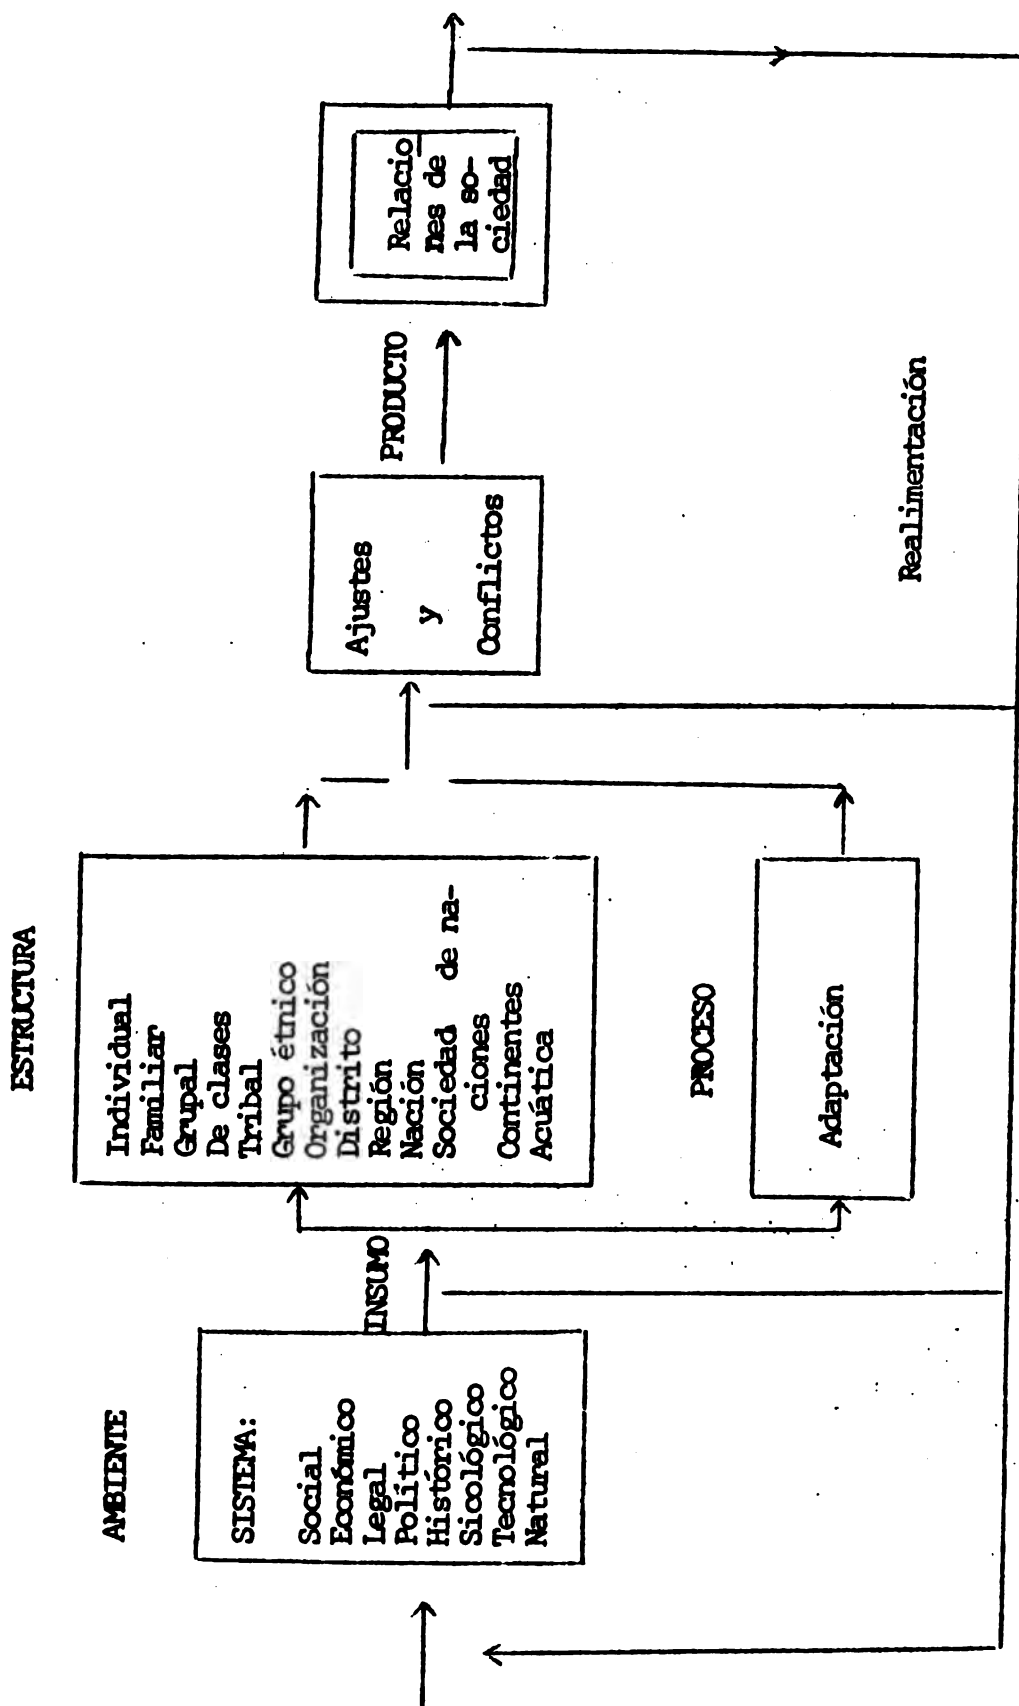 AMBIENTE
SISTEMA:
Social
Económico
Legal
Político
Histórico
Sicológico
Tecnológico
Natural
INSUMO
ESTRUCTURA
Individual
Familiar
Grupal
De clases
Tribal
Grupo étnico
Organización
Distrito
Región
Nación
Sociedad de na-
ciones
Continentes
Acuática
PROCESO
Adaptación
Ajustes
y
Conflictos
PRODUCTO
Relacio
nes de
la so-
ciedad
Realimentación